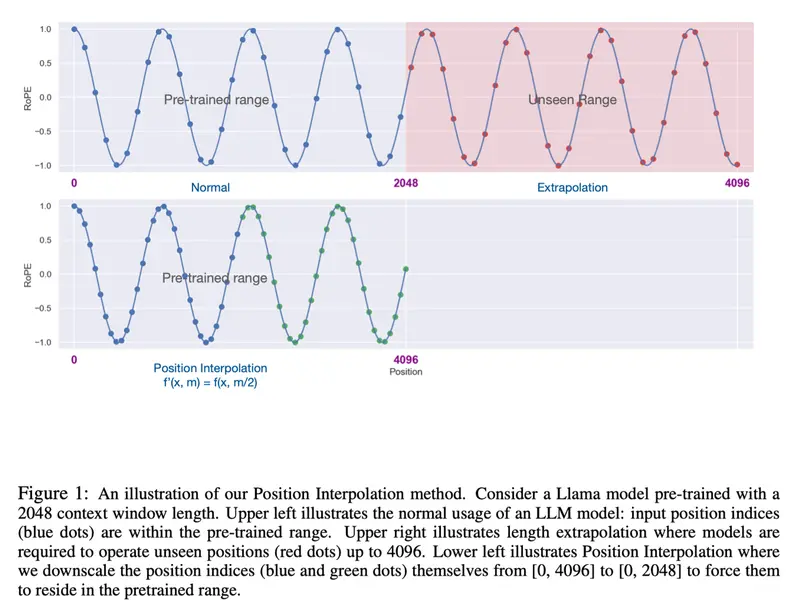 1.0
0.5
0.0
−0.5
−1.0
RoPE
Pre-trained range
Unseen Range
0
2048
4096
Normal
Extrapolation
1.0
0.5
0.0
−0.5
−1.0
RoPE
Pre-trained range
0
4096
Position
Position Interpolation
f'(x, m) = f(x, m/2)
Figure 1: An illustration of our Position Interpolation method. Consider a Llama model pre-trained with a
2048 context window length. Upper left illustrates the normal usage of an LLM model: input position indices
(blue dots) are within the pre-trained range. Upper right illustrates length extrapolation where models are
required to operate unseen positions (red dots) up to 4096. Lower left illustrates Position Interpolation where
we downscale the position indices (blue and green dots) themselves from [0, 4096] to [0, 2048] to force them
to reside in the pretrained range.